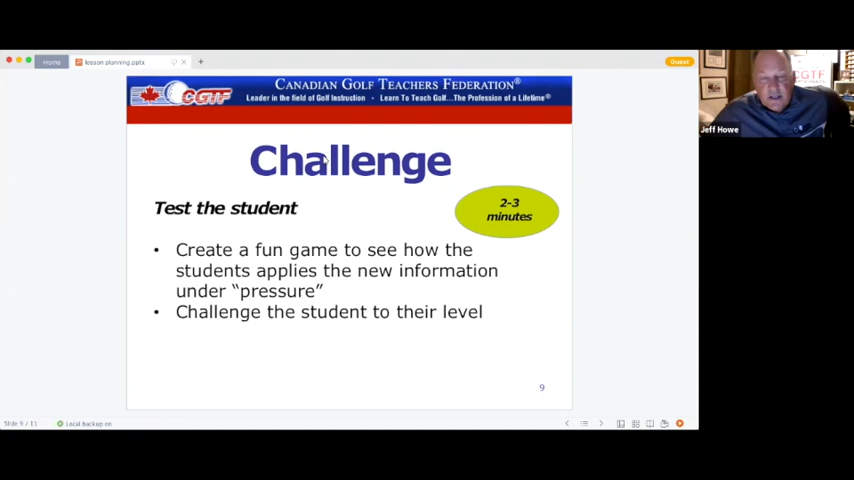 Home
lesson planning.pptx
Guest
CGTF
CANADIAN GOLF TEACHERS FEDERATION®
Leader in the field of Golf Instruction • Learn To Teach Golf...The Profession of a Lifetime®
CGTF
Jeff Howe
Challenge
Test the student
2-3
minutes
• Create a fun game to see how the
students applies the new information
under “pressure”
• Challenge the student to their level
9
Slide 9 / 11
Local backup on